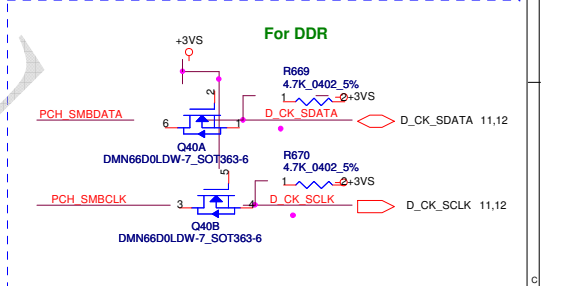 For DDR
+3VS
R669
4.7K_0402_5%
1 2 +3VS
2
PCH_SMBDATA
6 1
D_CK_SDATA
D_CK_SDATA 11,12
Q40A
DMN66D0LDW-7_SOT363-6
R670
4.7K_0402_5%
1 2 +3VS
5
PCH_SMBCLK
3 4
D_CK_SCLK
D_CK_SCLK 11,12
Q40B
DMN66D0LDW-7_SOT363-6
C